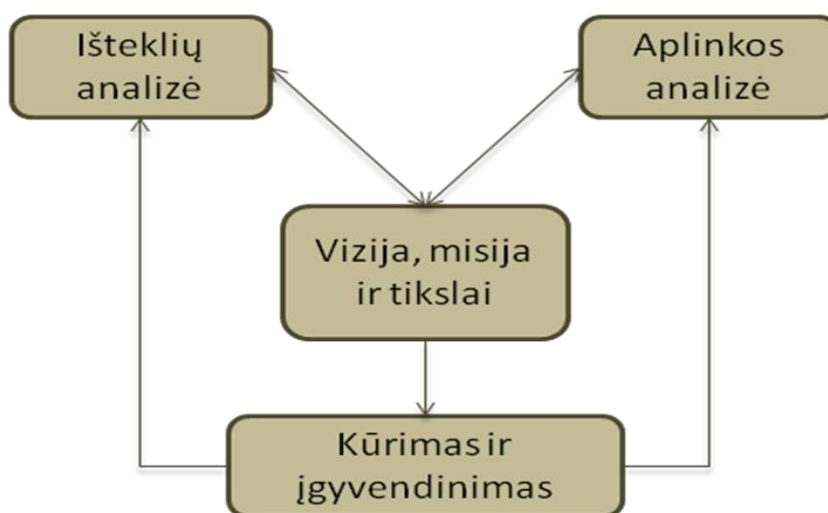 Išteklių
analizė
Aplinkos
analizė
Vizija, misija
ir tikslai
Kūrimas ir
įgyvendinimas